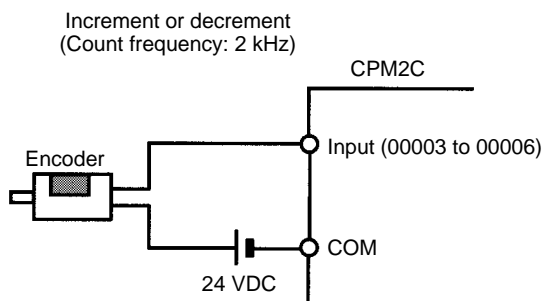 Increment or decrement
(Count frequency: 2 kHz)
CPM2C
Input (00003 to 00006)
Encoder
COM
24 VDC